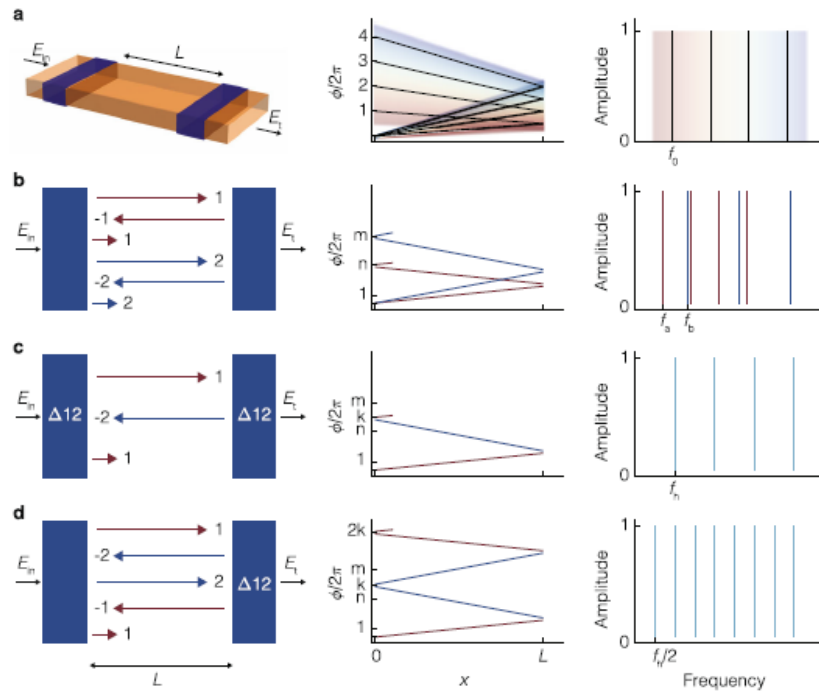 a
E_in
L
E_t
ϕ/2π
4
3
2
1
Amplitude
1
0
f_0
b
E_in
1
-1
1
2
-2
2
E_t
ϕ/2π
m
n
1
Amplitude
1
0
f_a
f_b
c
E_in
Δ12
1
-2
1
Δ12
E_t
ϕ/2π
m
k
n
1
Amplitude
1
0
f_h
d
E_in
1
-2
2
-1
1
Δ12
E_t
L
ϕ/2π
2k
m
k
n
1
0
L
x
Amplitude
1
0
f_h/2
Frequency